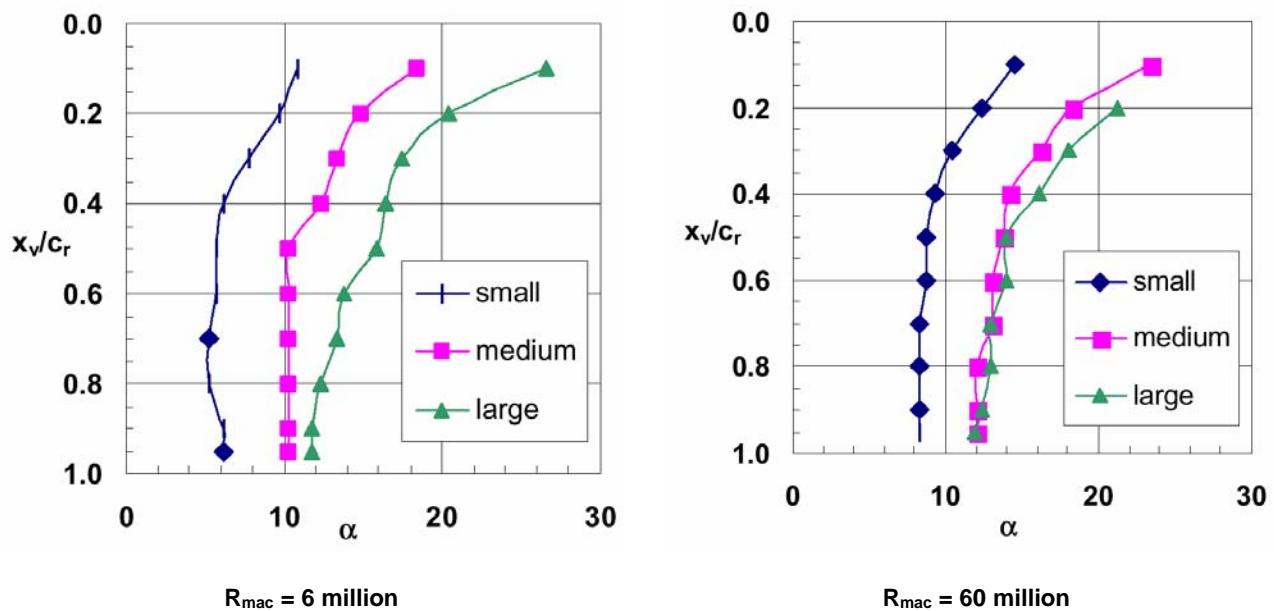 0.0
0.2
0.4
x_v/c_r
0.6
0.8
1.0
0 10 20 30
α
small
medium
large
R_mac = 6 million
0.0
0.2
0.4
x_v/c_r
0.6
0.8
1.0
0 10 20 30
α
small
medium
large
R_mac = 60 million